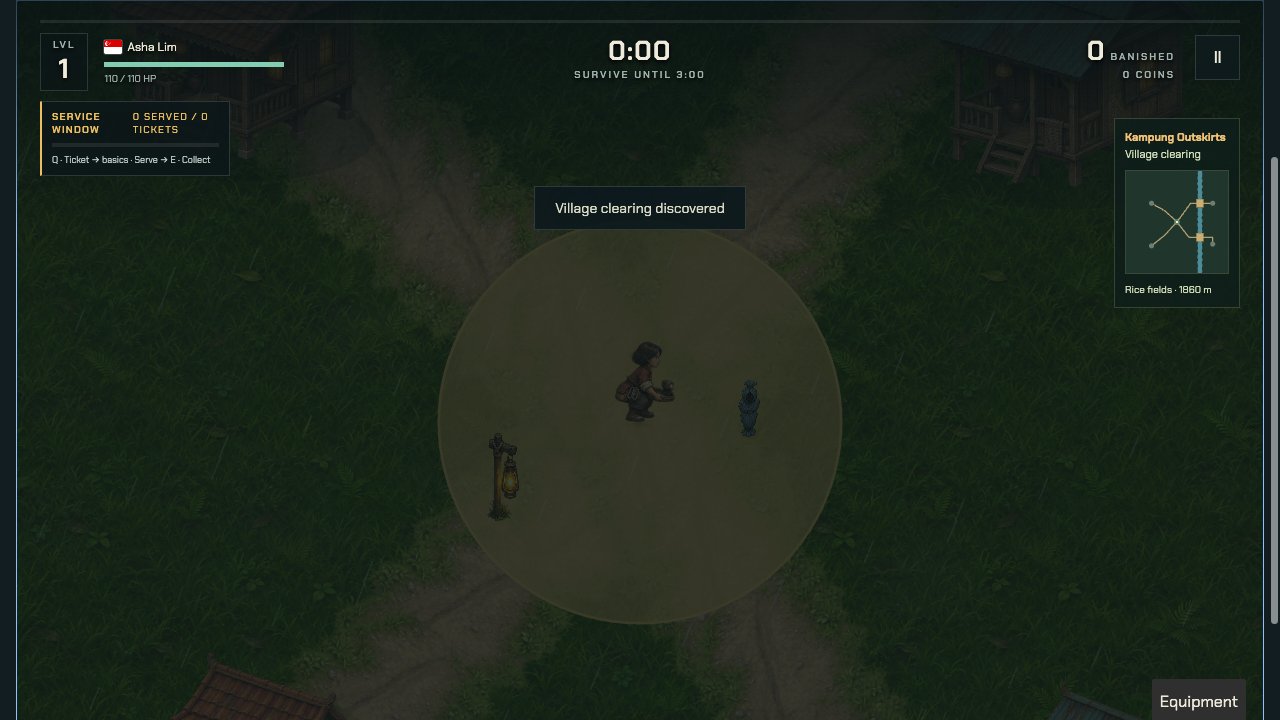 LVL
1
Asha Lim
110 / 110 HP
0:00
SURVIVE UNTIL 3:00
0 BANISHED
0 COINS
II
SERVICE WINDOW
0 SERVED / 0 TICKETS
Q · Ticket → basics · Serve → E · Collect
Kampung Outskirts
Village clearing
Rice fields · 1860 m
Village clearing discovered
Equipment